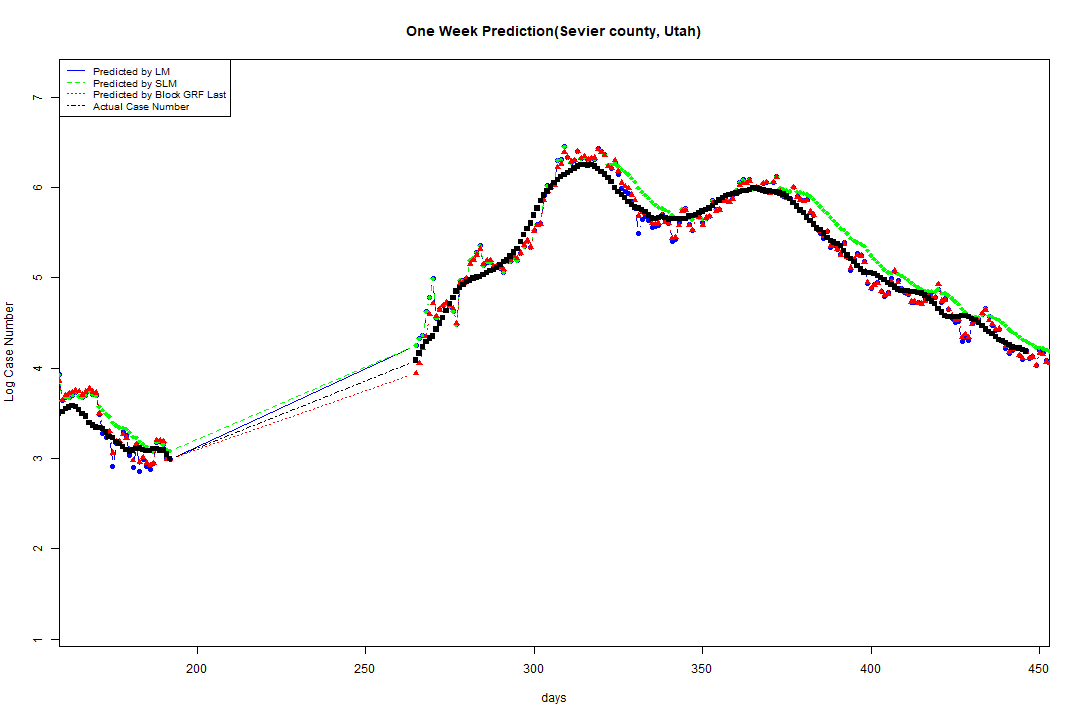 One Week Prediction(Sevier county, Utah)
Predicted by LM
Predicted by SLM
Predicted by Block GRF Last
Actual Case Number
7
6
5
4
3
2
1
Log Case Number
200 250 300 350 400 450
days